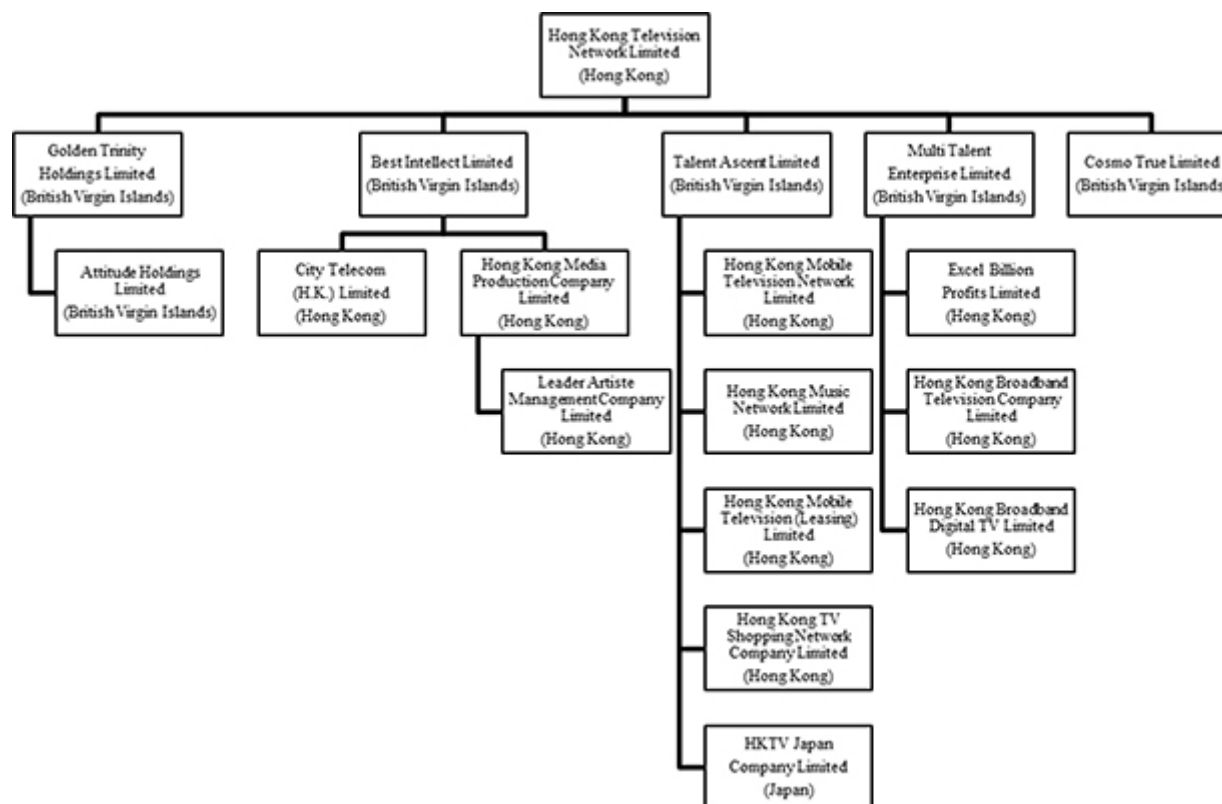 Hong Kong Television
Network Limited
(Hong Kong)
Golden Trinity
Holdings Limited
(British Virgin Islands)
Best Intellect Limited
(British Virgin Islands)
Talent Ascent Limited
(British Virgin Islands)
Multi Talent
Enterprise Limited
(British Virgin Islands)
Cosmo True Limited
(British Virgin Islands
Attitude Holdings
Limited
(British Virgin Islands)
City Telecom
(H.K.) Limited
(Hong Kong)
Hong Kong Media
Production Company
Limited
(Hong Kong)
Hong Kong Mobile
Television Network
Limited
(Hong Kong)
Excel Billion
Profits Limited
(Hong Kong)
Leader Artiste
Management Company
Limited
(Hong Kong)
Hong Kong Music
Network Limited
(Hong Kong)
Hong Kong Broadband
Television Company
Limited
(Hong Kong)
Hong Kong Mobile
Television (Leasing)
Limited
(Hong Kong)
Hong Kong Broadband
Digital TV Limited
(Hong Kong)
Hong Kong TV
Shopping Network
Company Limited
(Hong Kong)
HKTV Japan
Company Limited
(Japan)